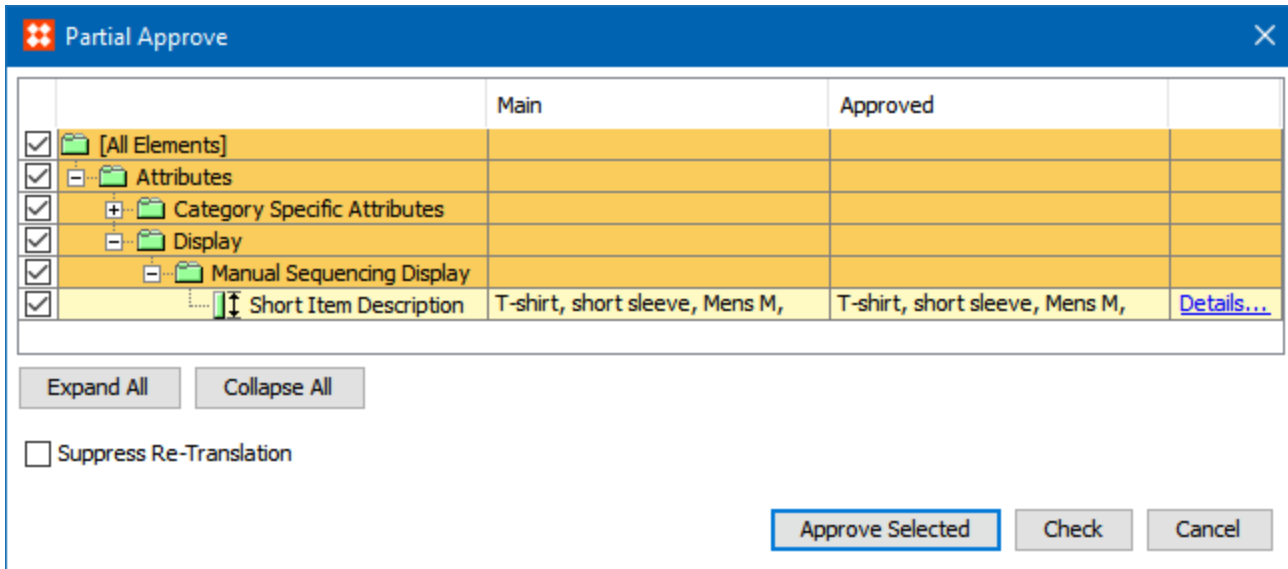 Partial Approve
Main Approved
[All Elements]
Attributes
Category Specific Attributes
Display
Manual Sequencing Display
Short Item Description T-shirt, short sleeve, Mens M, T-shirt, short sleeve, Mens M, Details...
Expand All Collapse All
Suppress Re-Translation
Approve Selected Check Cancel